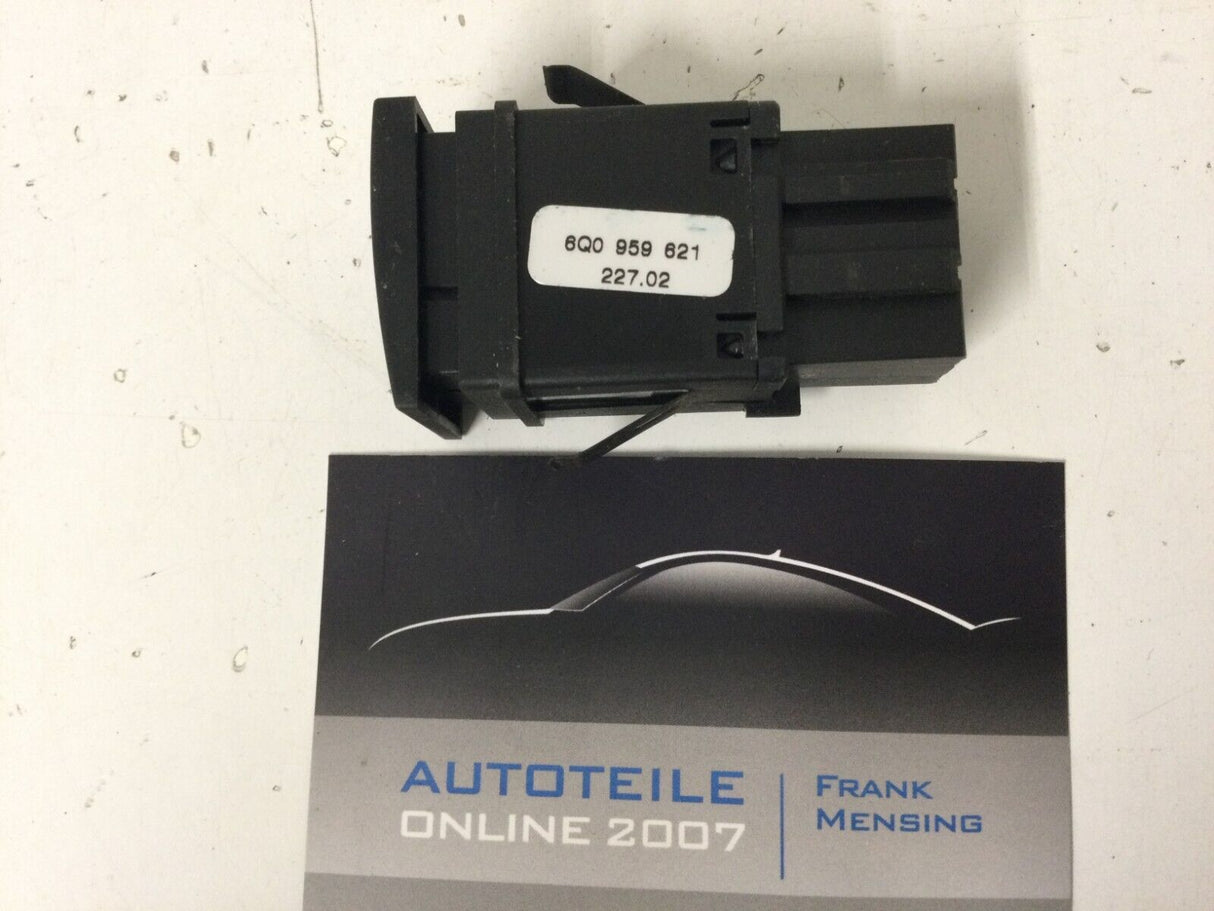 6Q0 959 621
227.02
AUTOTEILE
ONLINE 2007
FRANK
MENSING